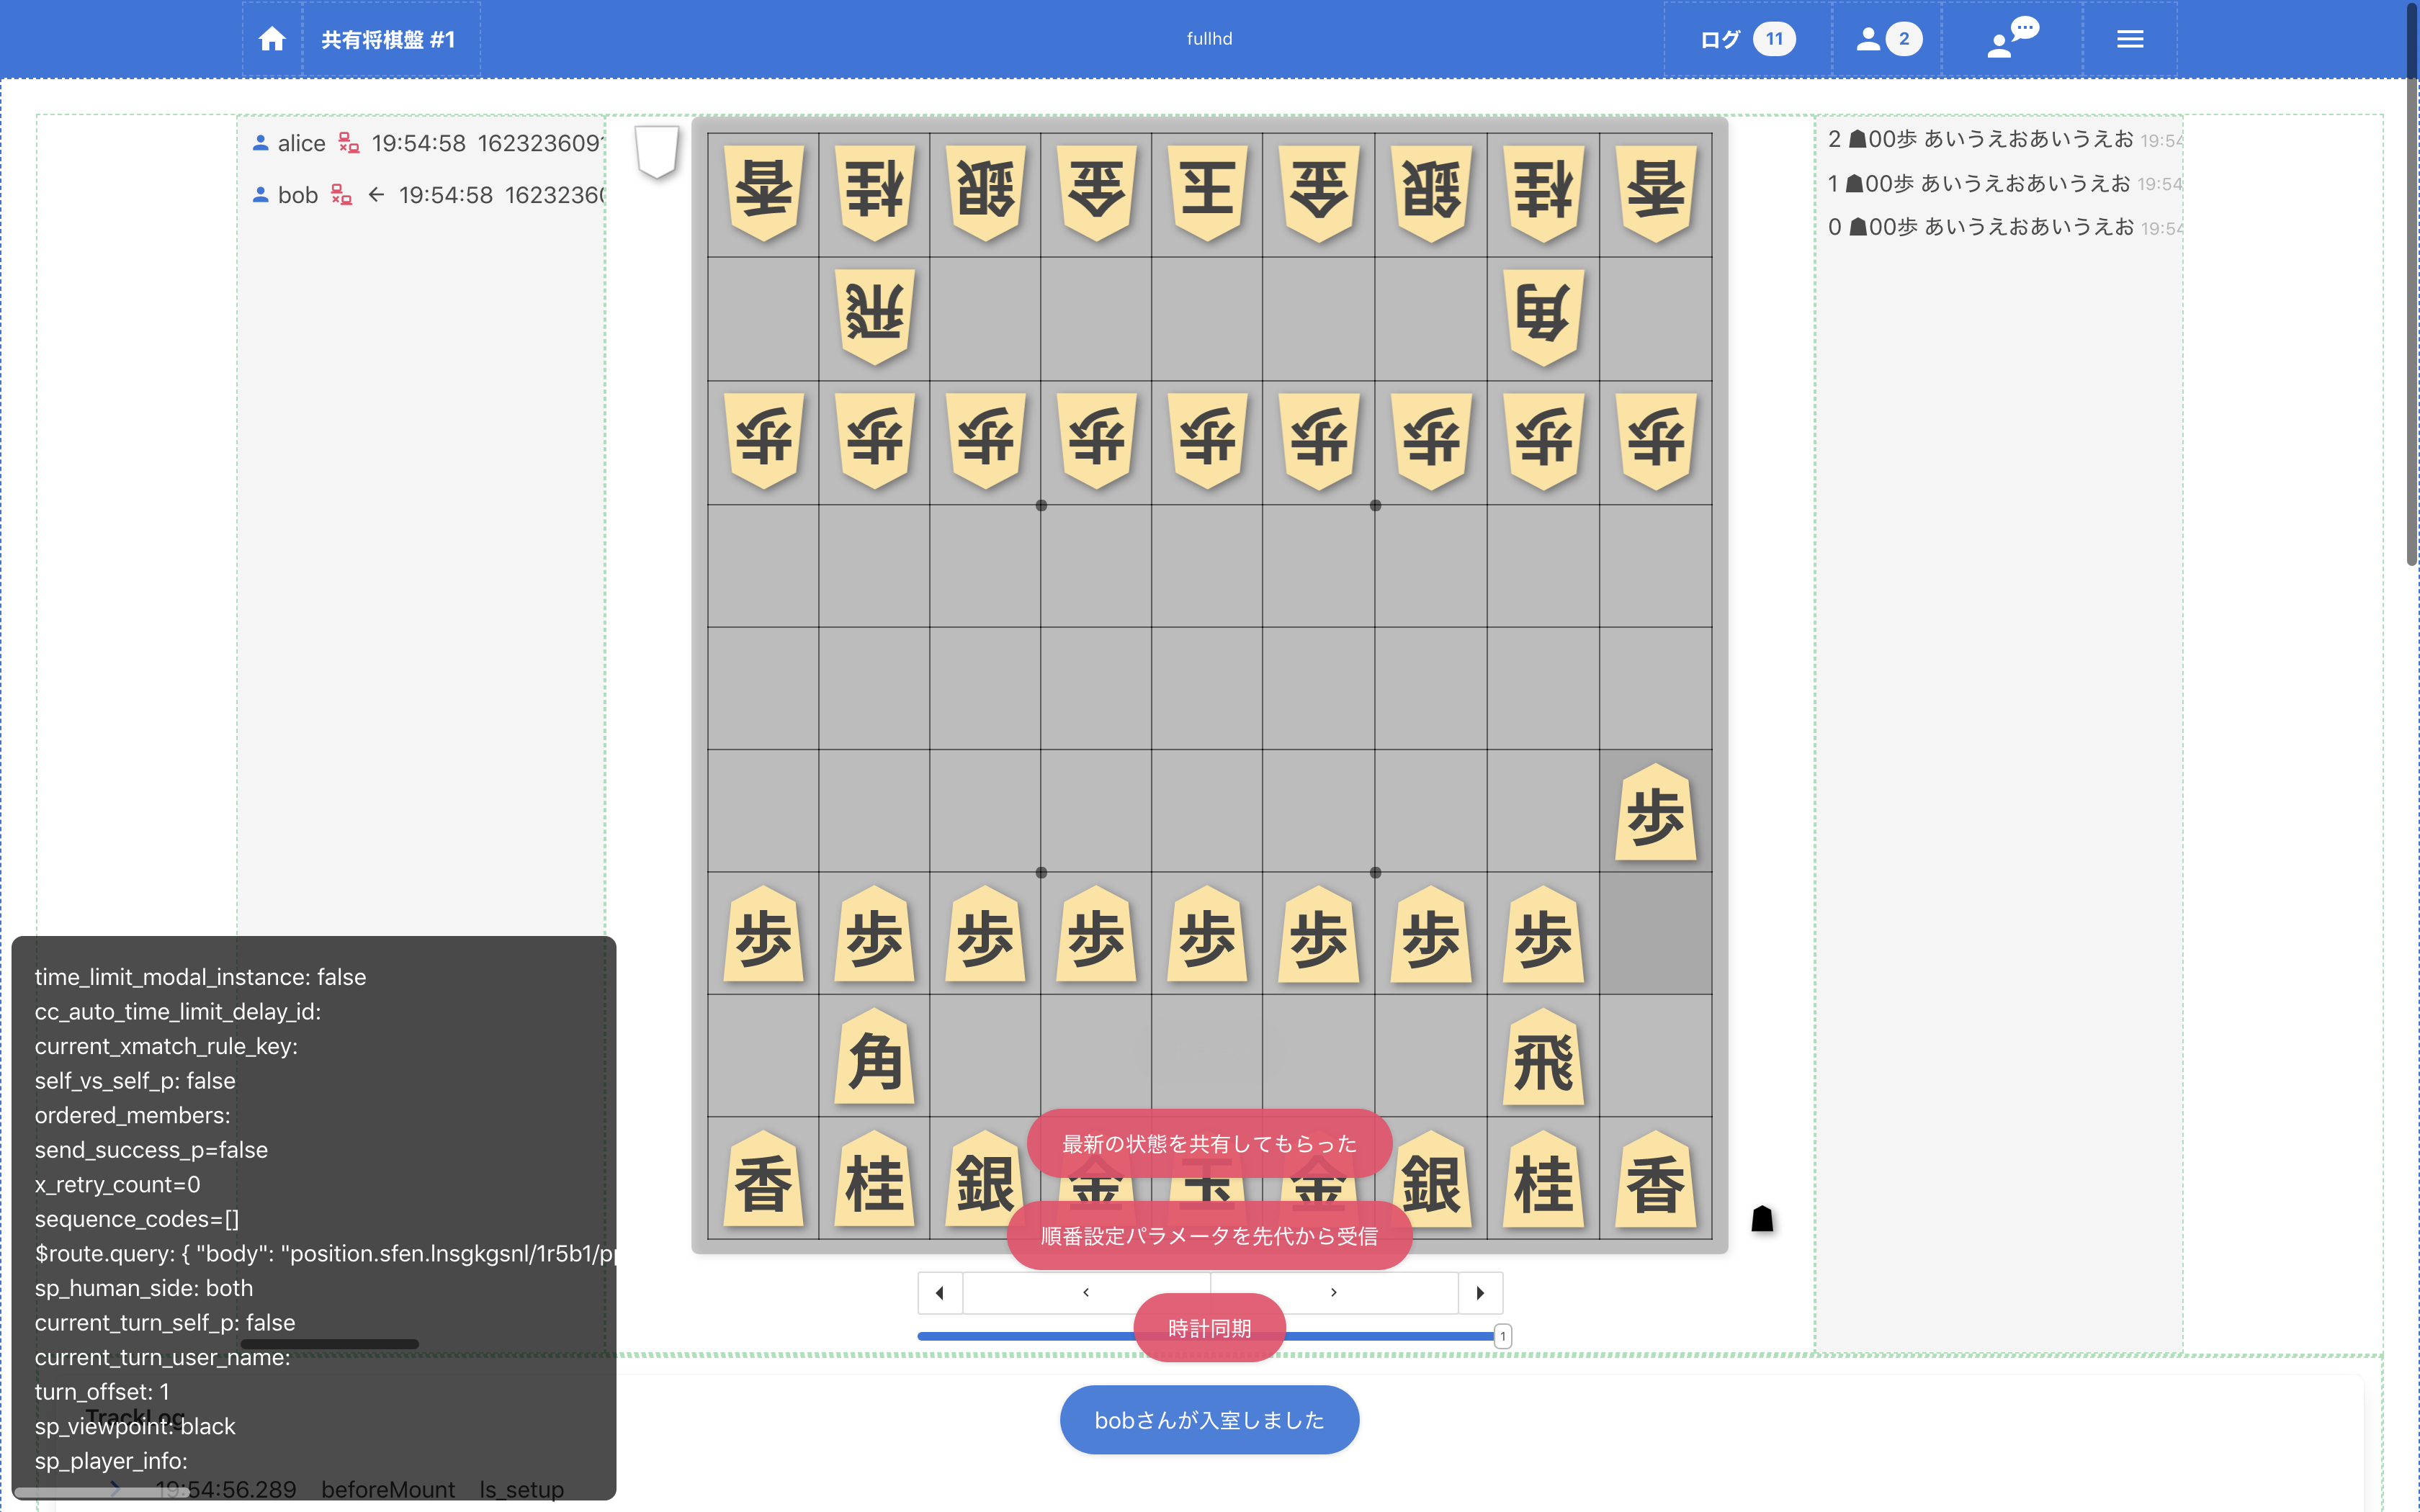 共有将棋盤 #1
fullhd
ログ 11
2
alice 19:54:58 162323609
bob ← 19:54:58 1623236
2 ☗00歩 あいうえおあいうえお 19:54
1 ☗00歩 あいうえおあいうえお 19:54
0 ☗00歩 あいうえおあいうえお 19:54
香 桂 銀 金 玉 金 銀 桂 香
飛 角
歩 歩 歩 歩 歩 歩 歩 歩 歩
歩
歩 歩 歩 歩 歩 歩 歩 歩
角 飛
香 桂 銀 金 玉 金 銀 桂 香
最新の状態を共有してもらった
順番設定パラメータを先代から受信
時計同期
1
bobさんが入室しました
time_limit_modal_instance: false
cc_auto_time_limit_delay_id:
current_xmatch_rule_key:
self_vs_self_p: false
ordered_members:
send_success_p=false
x_retry_count=0
sequence_codes=[]
$route.query: { "body": "position.sfen.lnsgkgsnl/1r5b1/p
sp_human_side: both
current_turn_self_p: false
current_turn_user_name:
turn_offset: 1
sp_viewpoint: black
sp_player_info:
TrackLog
19:54:56.289 beforeMount ls_setup